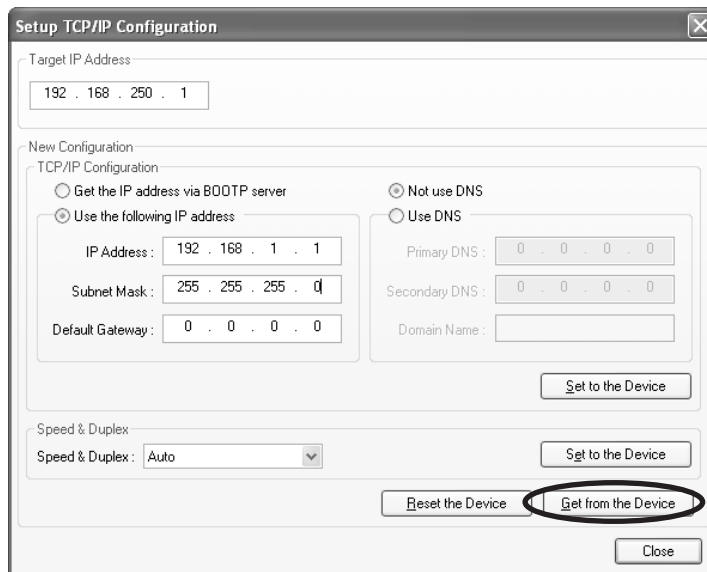 Setup TCP/IP Configuration
Target IP Address
192 . 168 . 250 . 1
New Configuration
TCP/IP Configuration
Get the IP address via BOOTP server
Not use DNS
Use the following IP address
Use DNS
IP Address : 192 . 168 . 1 . 1
Primary DNS : 0 . 0 . 0 . 0
Subnet Mask : 255 . 255 . 255 . 0
Secondary DNS : 0 . 0 . 0 . 0
Default Gateway : 0 . 0 . 0 . 0
Domain Name :
Set to the Device
Speed & Duplex
Speed & Duplex : Auto
Set to the Device
Reset the Device
Get from the Device
Close